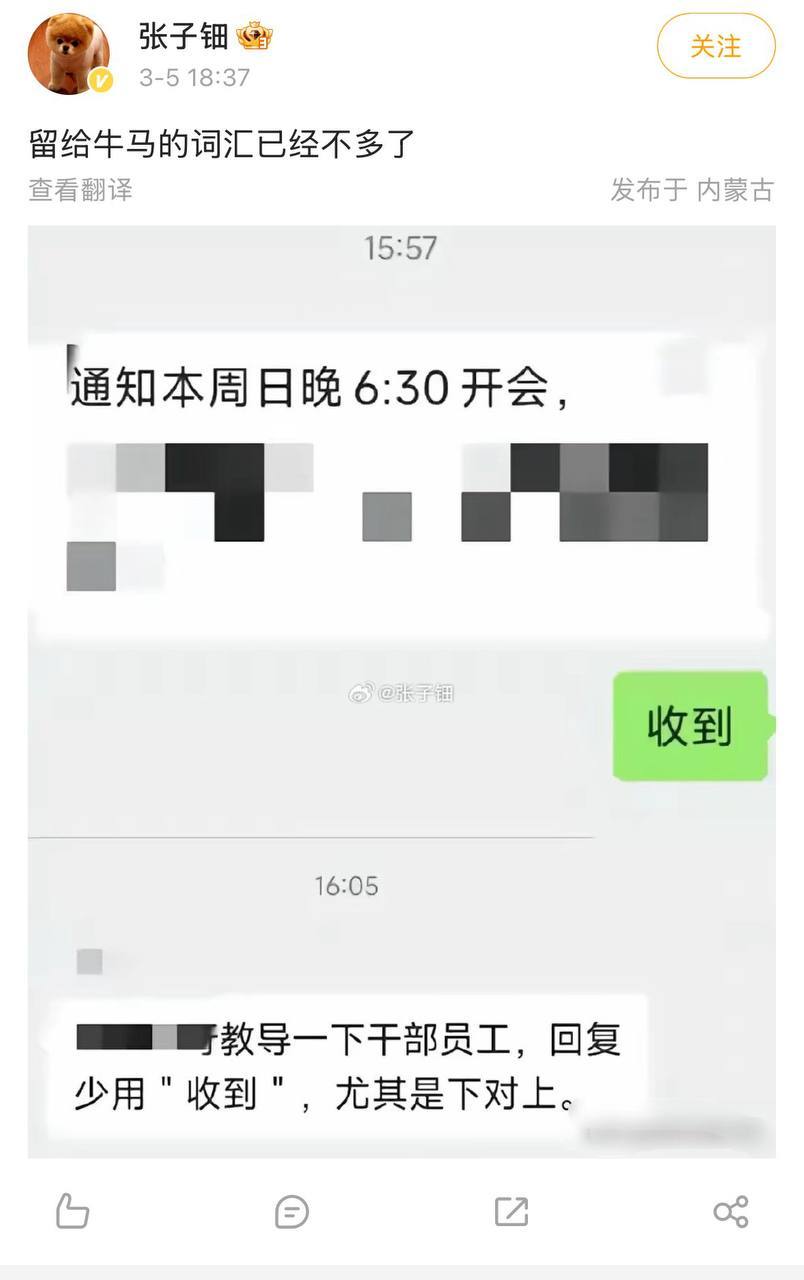 张子钿
3-5 18:37
关注
留给牛马的词汇已经不多了
查看翻译
发布于 内蒙古
15:57
通知本周日晚 6:30 开会，
@张子钿
收到
16:05
教导一下干部员工，回复
少用"收到"，尤其是下对上。